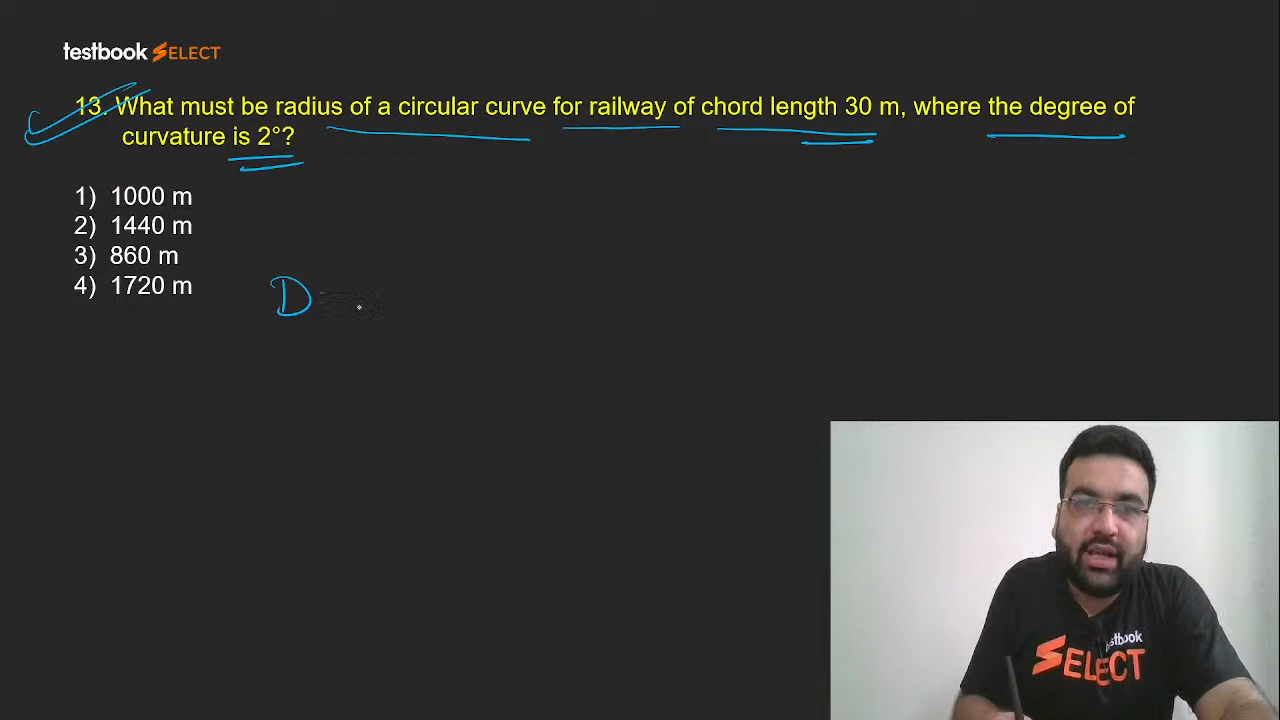 testbook SELECT
13. What must be radius of a circular curve for railway of chord length 30 m, where the degree of
curvature is 2°?
1) 1000 m
2) 1440 m
3) 860 m
4) 1720 m
D
testbook
SELECT